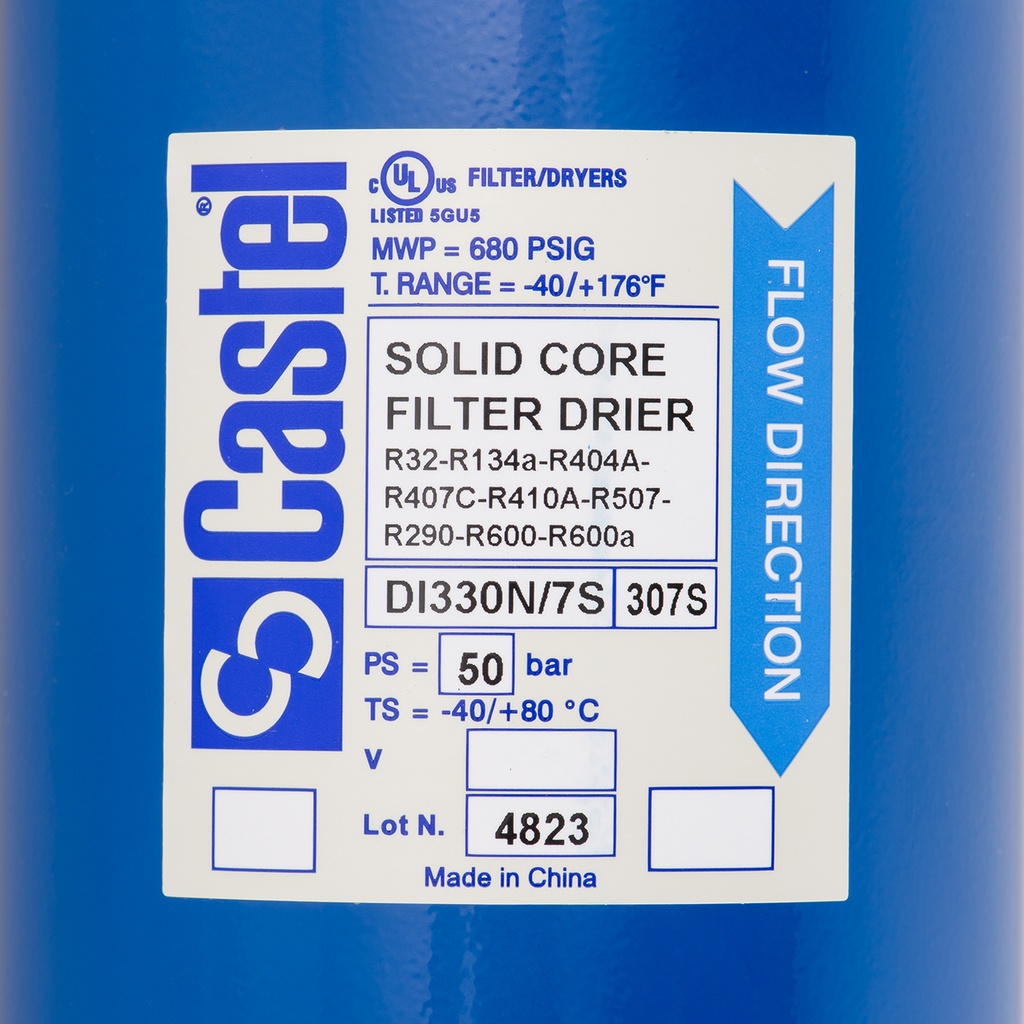 Castel®
c UL US FILTER/DRYERS
LISTED 5GU5
MWP = 680 PSIG
T. RANGE = -40/+176°F
SOLID CORE
FILTER DRIER
R32-R134a-R404A-
R407C-R410A-R507-
R290-R600-R600a
DI330N/7S 307S
PS = 50 bar
TS = -40/+80 °C
V
Lot N. 4823
Made in China
FLOW DIRECTION